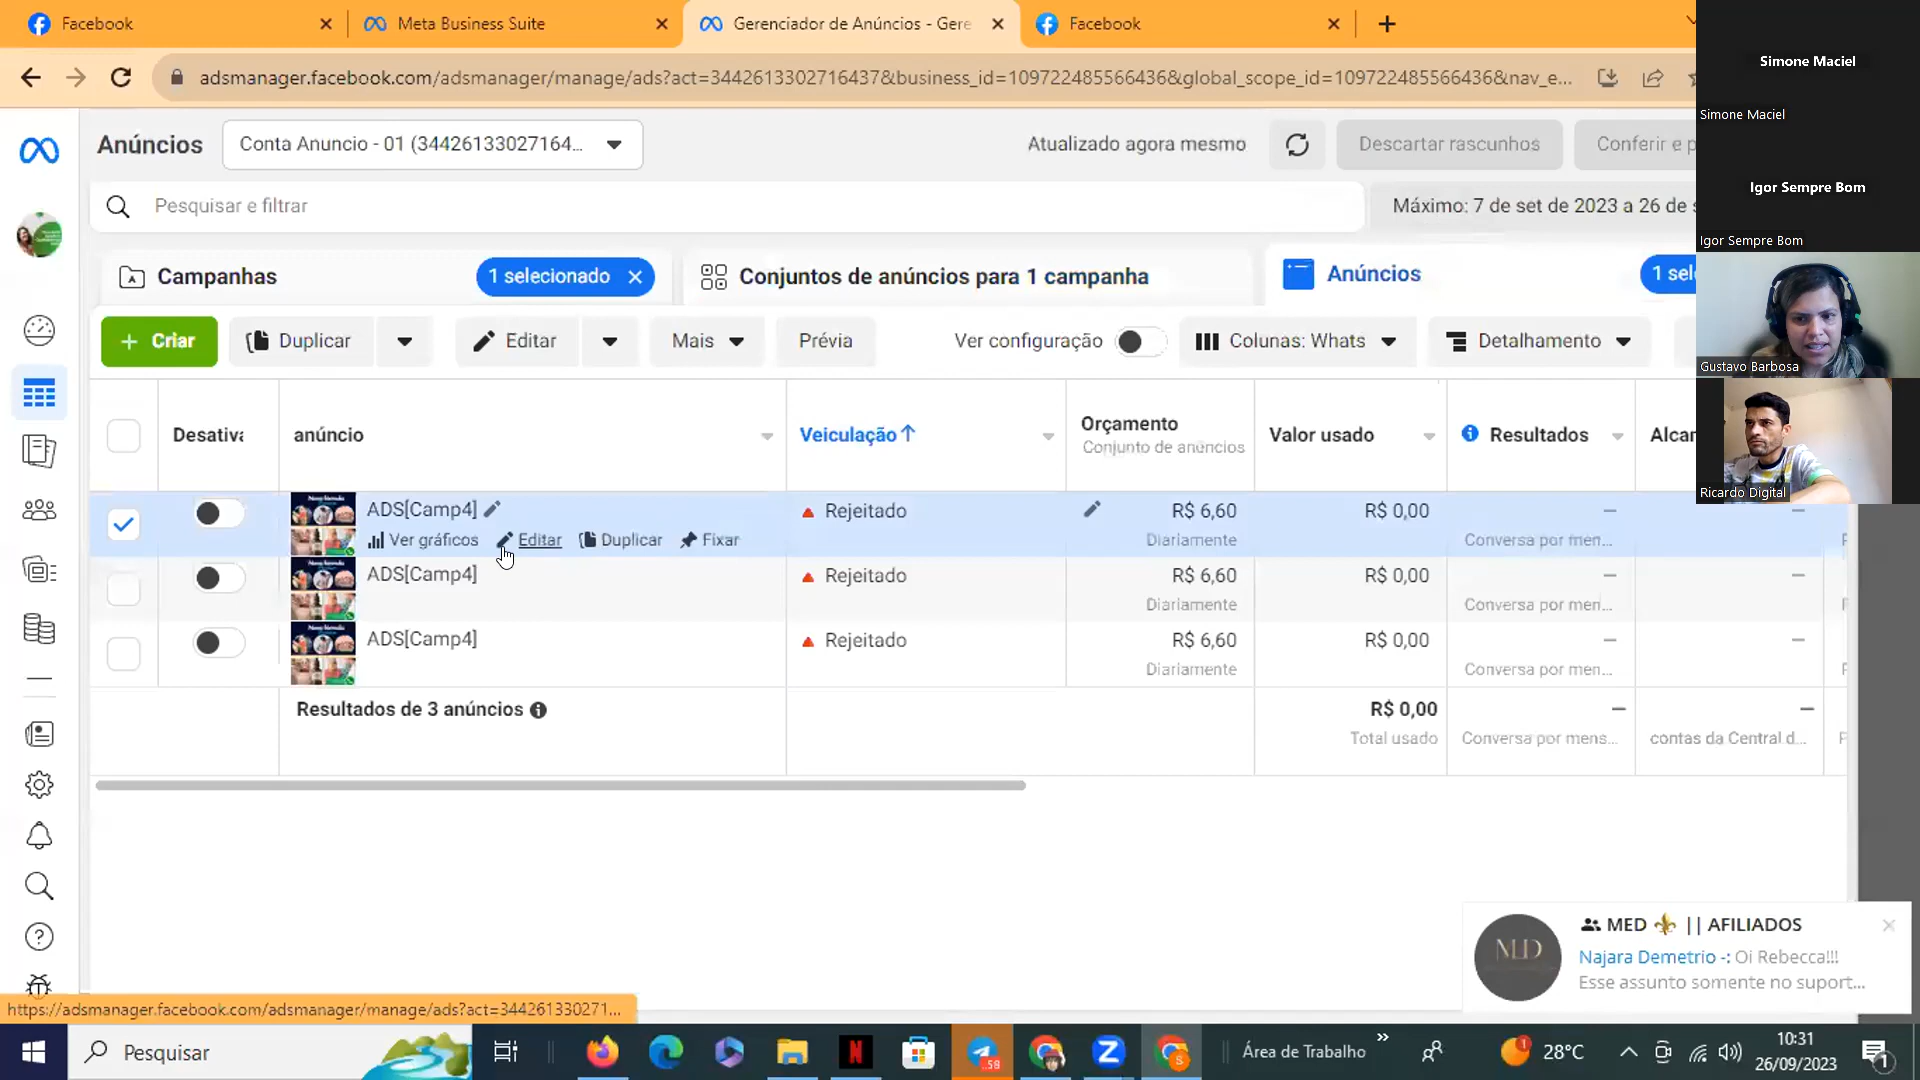 Facebook
Meta Business Suite
Gerenciador de Anúncios - Gere
Facebook
adsmanager.facebook.com/adsmanager/manage/ads?act=3442613302716437&business_id=109722485566436&global_scope_id=109722485566436&nav_e...
Anúncios
Conta Anuncio - 01 (34426133027164...
Atualizado agora mesmo
Descartar rascunhos
Conferir e p
Pesquisar e filtrar
Máximo: 7 de set de 2023 a 26 de s
Campanhas
1 selecionado
Conjuntos de anúncios para 1 campanha
Anúncios
1 sel
+ Criar
Duplicar
Editar
Mais
Prévia
Ver configuração
Colunas: Whats
Detalhamento
Desativa
anúncio
Veiculação↑
Orçamento
Conjunto de anúncios
Valor usado
Resultados
Alcan
ADS[Camp4]
Rejeitado
R$ 6,60
R$ 0,00
—
—
Ver gráficos
Editar
Duplicar
Fixar
Diariamente
Conversa por men...
ADS[Camp4]
Rejeitado
R$ 6,60
R$ 0,00
—
—
Diariamente
Conversa por men...
ADS[Camp4]
Rejeitado
R$ 6,60
R$ 0,00
—
—
Diariamente
Conversa por men...
Resultados de 3 anúncios
R$ 0,00
—
—
Total usado
Conversa por mens...
contas da Central d...
Simone Maciel
Simone Maciel
Igor Sempre Bom
Igor Sempre Bom
Gustavo Barbosa
Ricardo Digital
MLD
MED ⚜ || AFILIADOS
Najara Demetrio -: Oi Rebecca!!!
Esse assunto somente no suport...
https://adsmanager.facebook.com/adsmanager/manage/ads?act=344261330271...
Pesquisar
58
Área de Trabalho
28°C
10:31
26/09/2023